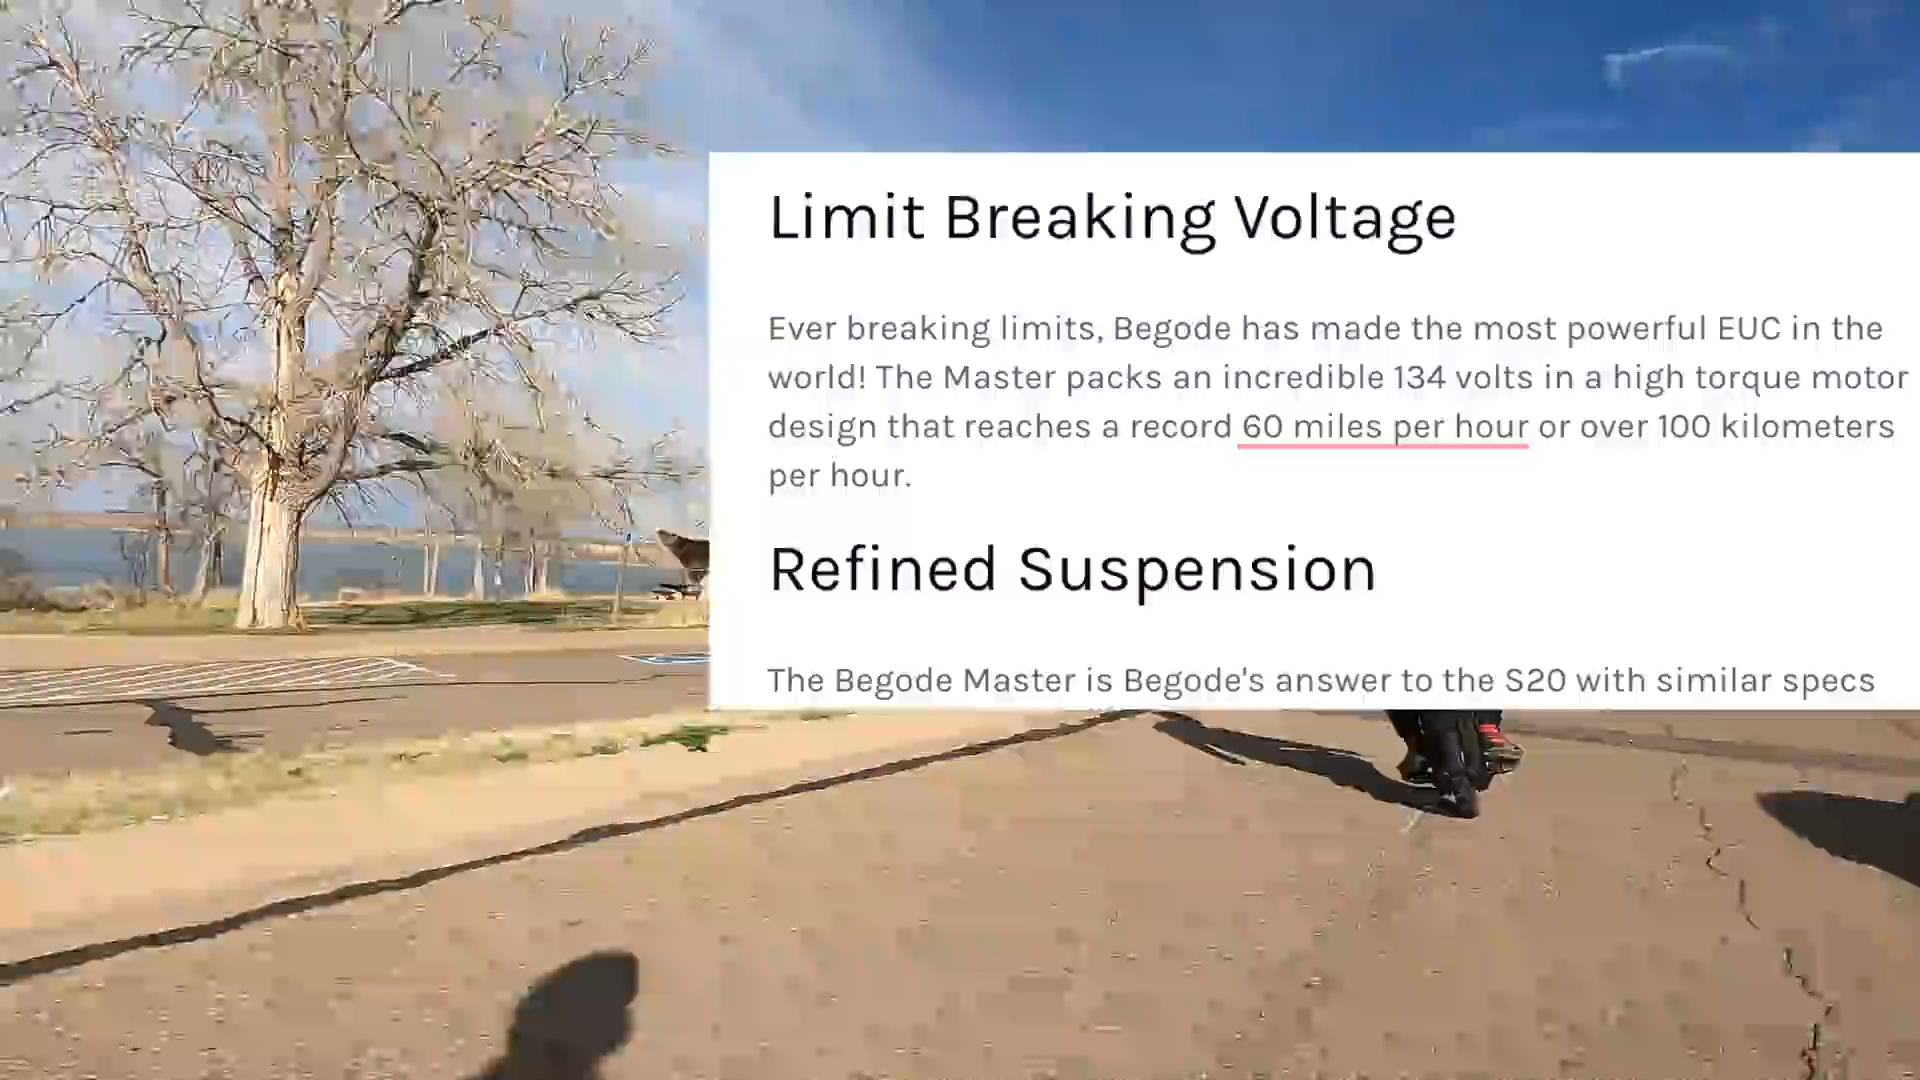 Limit Breaking Voltage
Ever breaking limits, Begode has made the most powerful EUC in the
world! The Master packs an incredible 134 volts in a high torque motor
design that reaches a record 60 miles per hour or over 100 kilometers
per hour.
Refined Suspension
The Begode Master is Begode's answer to the S20 with similar specs